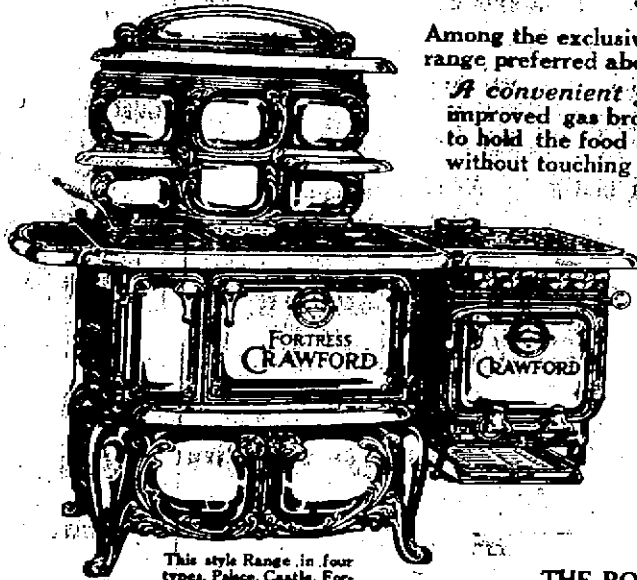 Among the exclusiv
range preferred abo
A convenient
improved gas bro
to hold the food
without touching
FORTRESS
CRAWFORD
CRAWFORD
This style Range in four
types, Palace, Castle, For-
THE BO